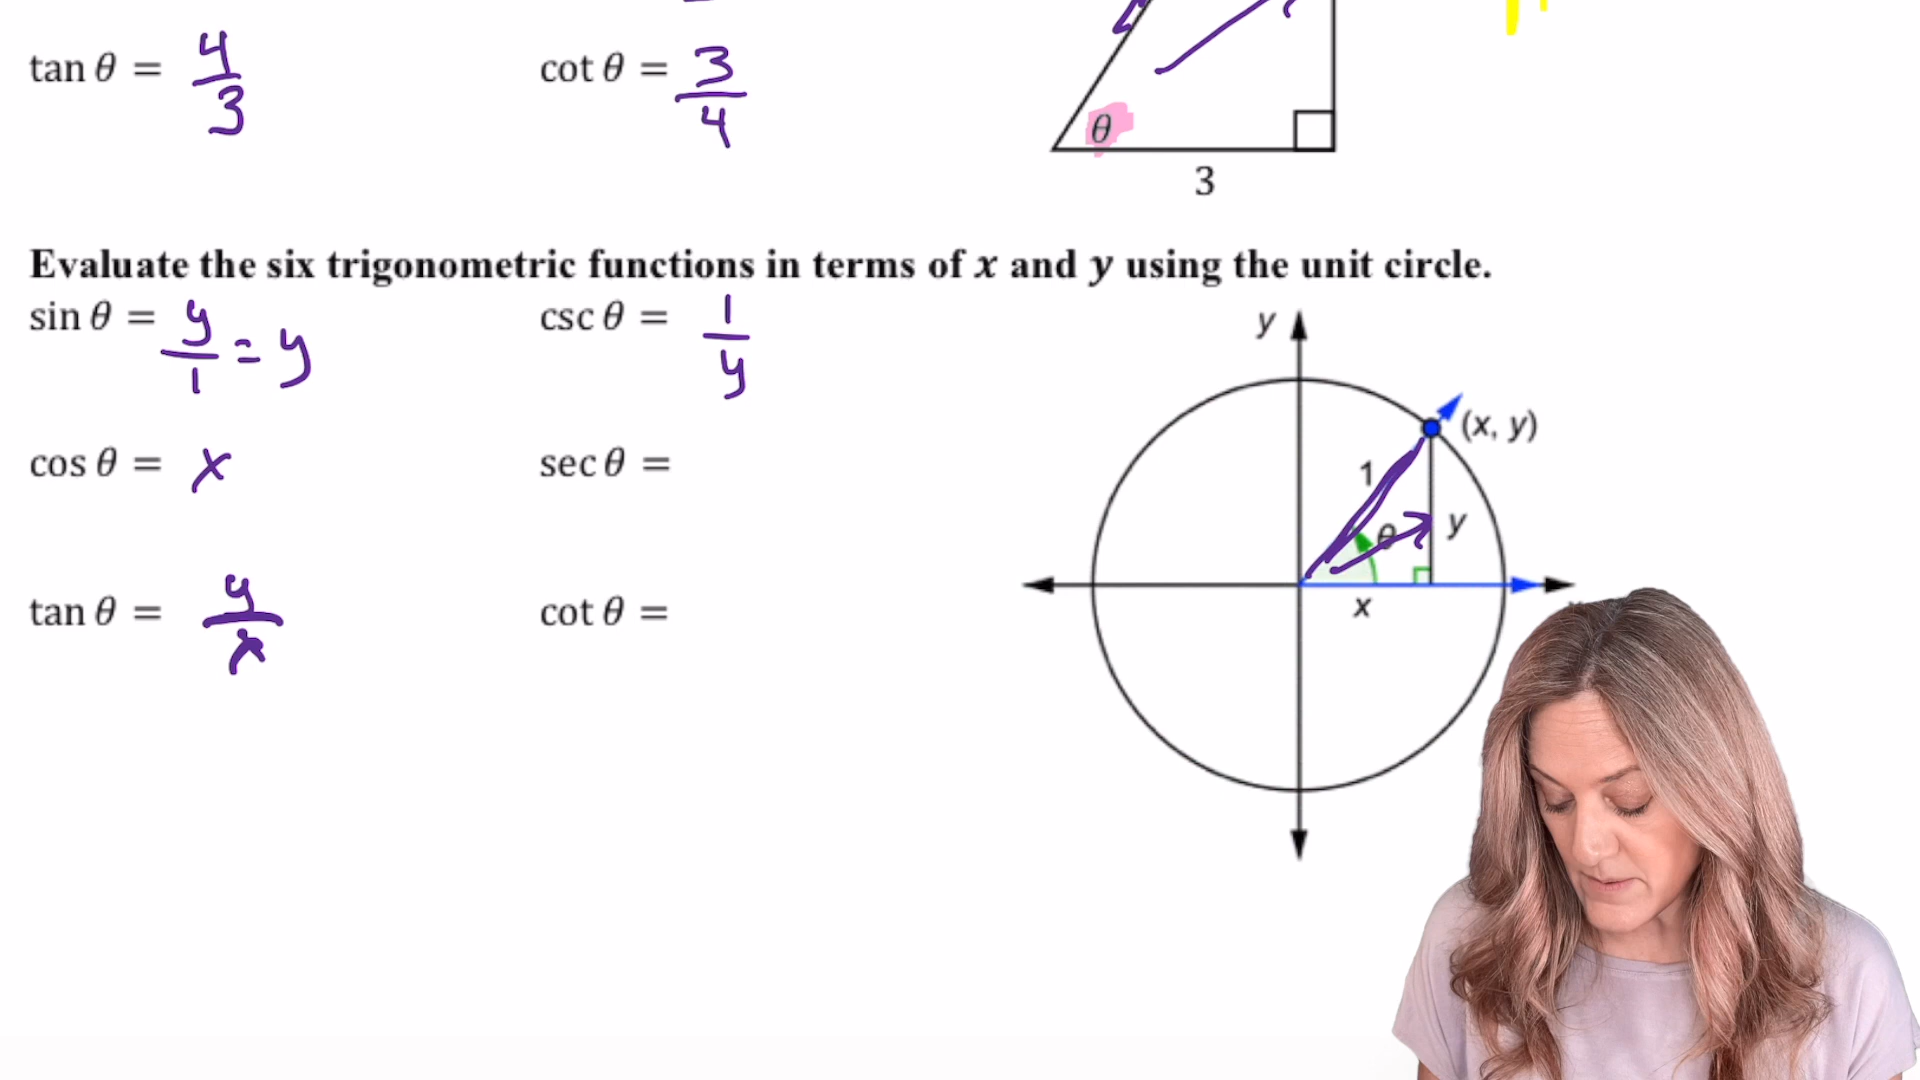 tan θ = 4/3
cot θ = 3/4
θ
3
Evaluate the six trigonometric functions in terms of x and y using the unit circle.
sin θ = y/1 = y
csc θ = 1/y
cos θ = x
sec θ =
tan θ = y/x
cot θ =
y
(x, y)
1
θ
y
x